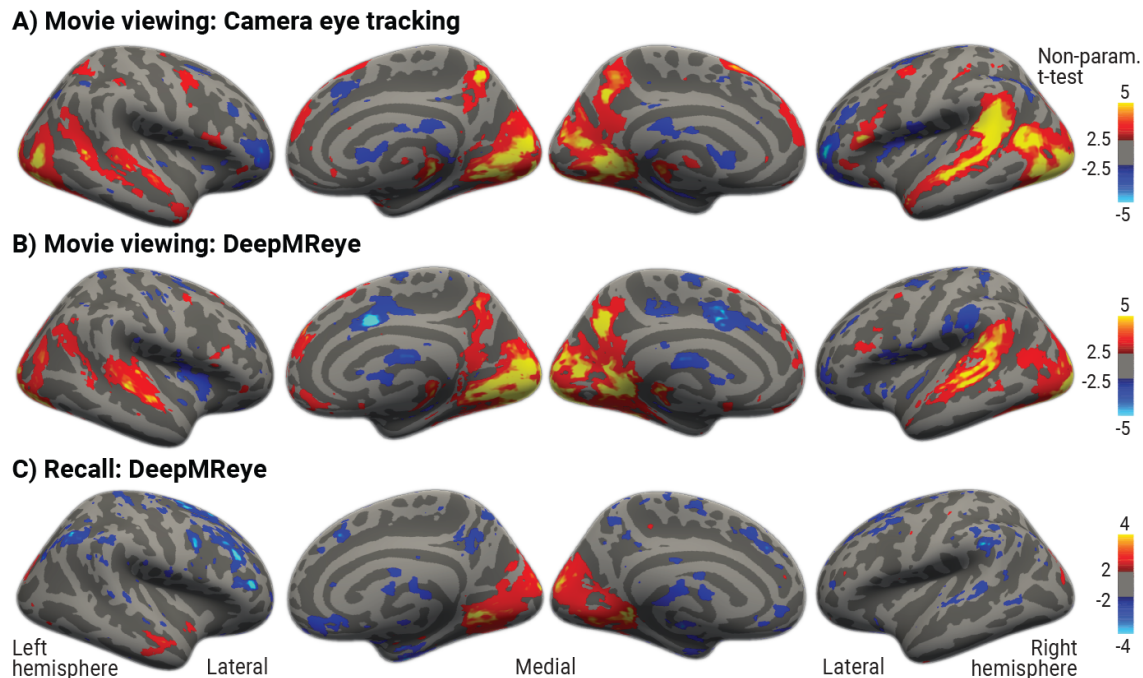 A) Movie viewing: Camera eye tracking
Non-param.
t-test
5
2.5
-2.5
-5
B) Movie viewing: DeepMReye
5
2.5
-2.5
-5
C) Recall: DeepMReye
4
2
-2
-4
Left
hemisphere
Lateral
Medial
Lateral
Right
hemisphere